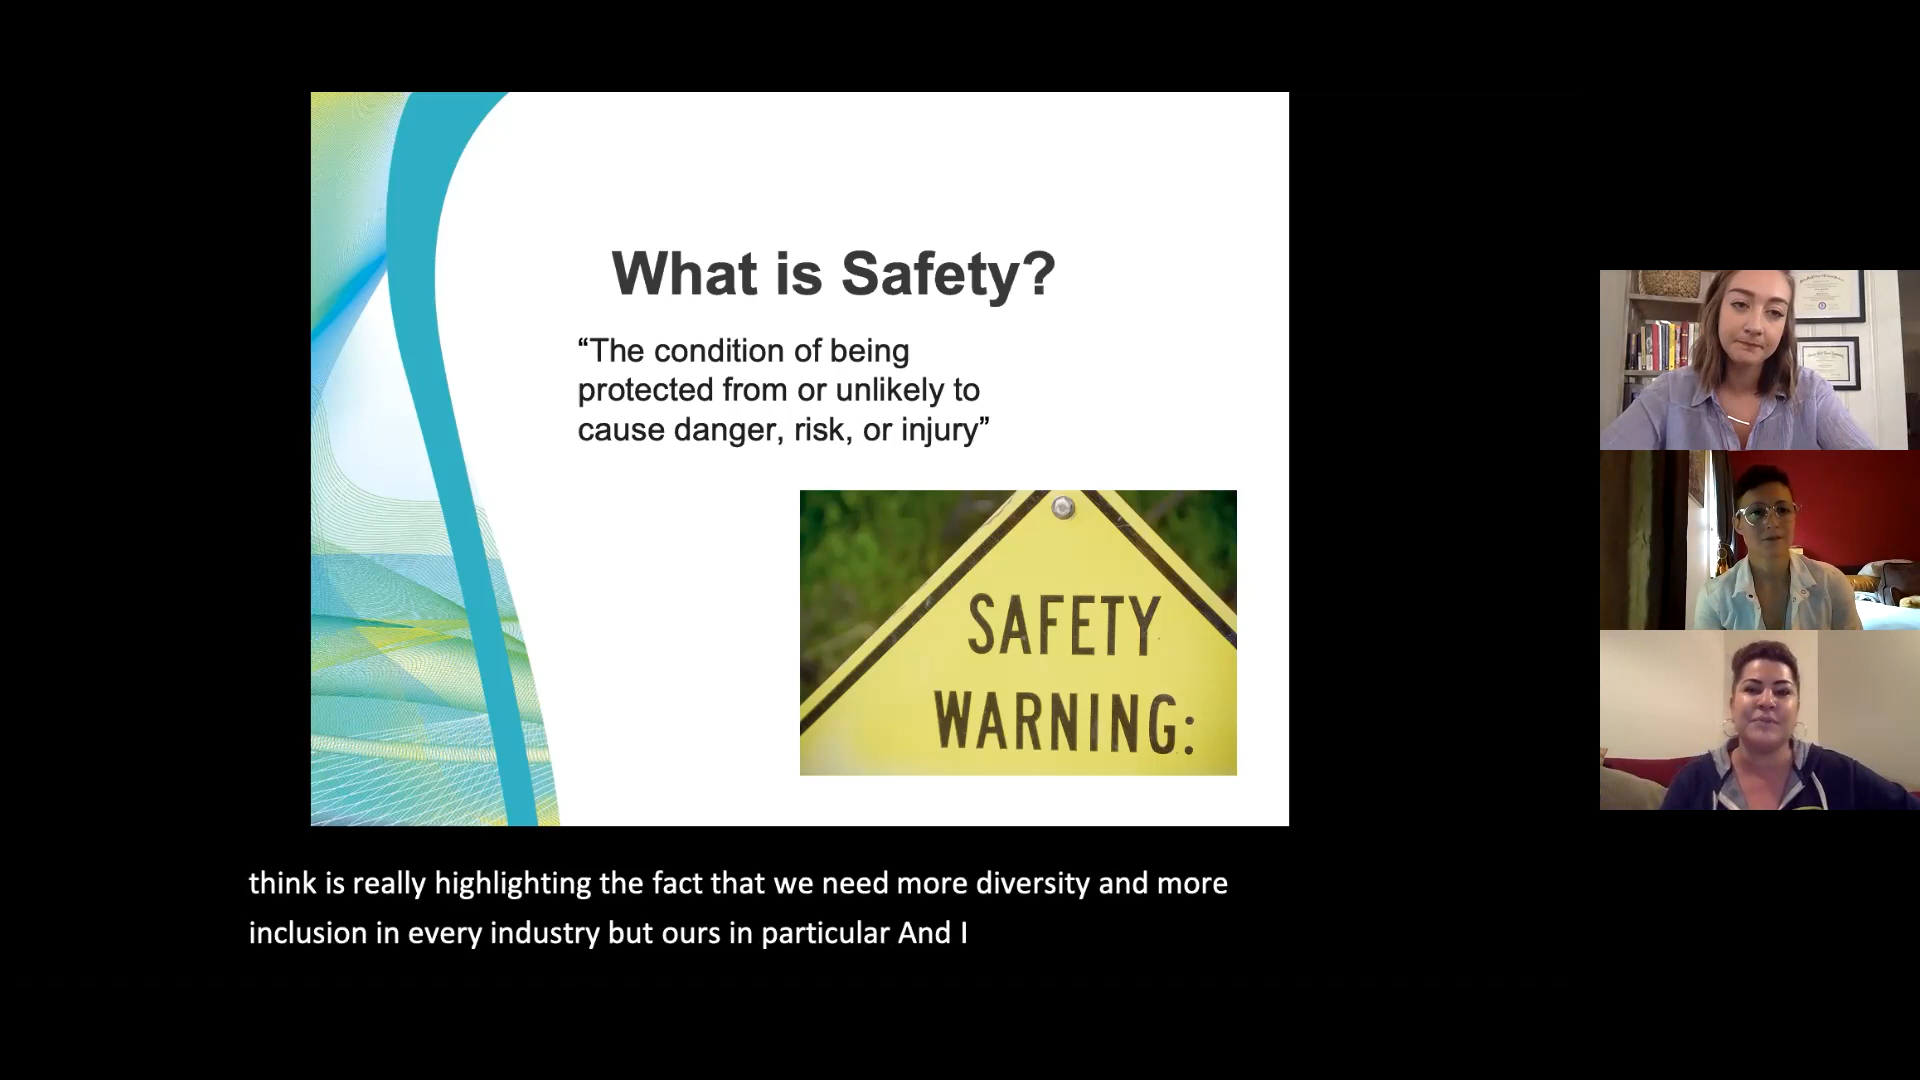 What is Safety?
“The condition of being
protected from or unlikely to
cause danger, risk, or injury”
SAFETY
WARNING:
think is really highlighting the fact that we need more diversity and more
inclusion in every industry but ours in particular And I